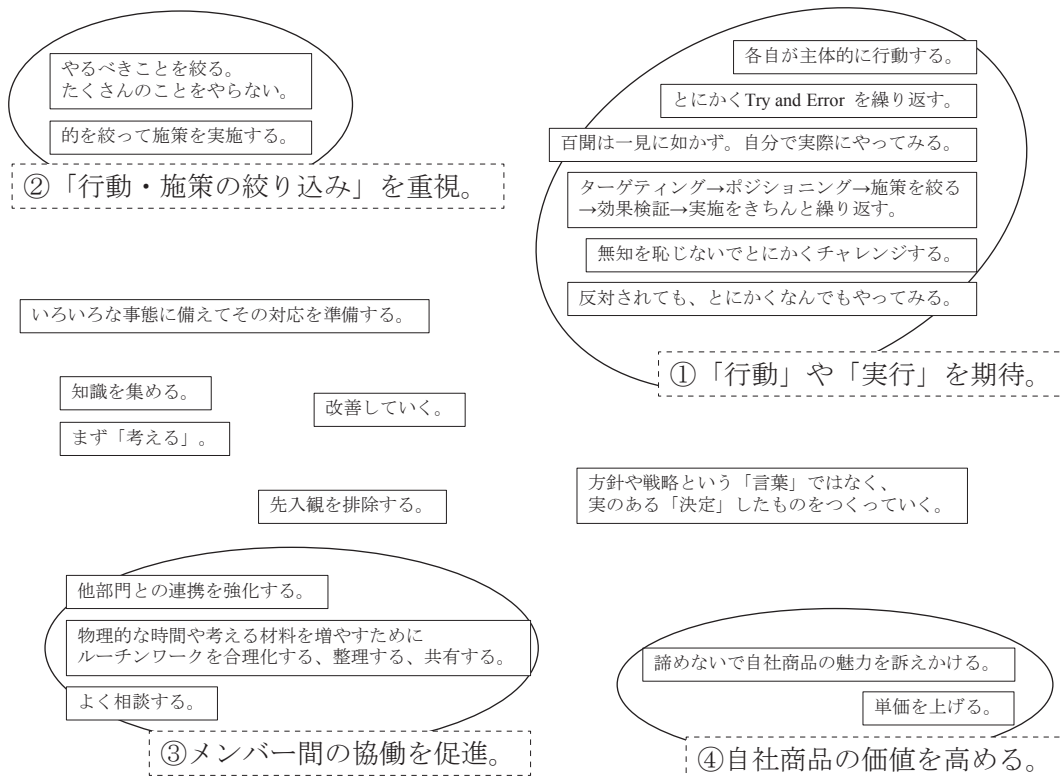 やるべきことを絞る。
たくさんのことをやらない。
的を絞って施策を実施する。
②「行動・施策の絞り込み」を重視。
各自が主体的に行動する。
とにかくTry and Error を繰り返す。
百聞は一見に如かず。自分で実際にやってみる。
ターゲティング→ポジショニング→施策を絞る
→効果検証→実施をきちんと繰り返す。
無知を恥じないでとにかくチャレンジする。
反対されても、とにかくなんでもやってみる。
①「行動」や「実行」を期待。
いろいろな事態に備えてその対応を準備する。
知識を集める。
まず「考える」。
改善していく。
先入観を排除する。
方針や戦略という「言葉」ではなく、
実のある「決定」したものをつくっていく。
他部門との連携を強化する。
物理的な時間や考える材料を増やすために
ルーチンワークを合理化する、整理する、共有する。
よく相談する。
③メンバー間の協働を促進。
諦めないで自社商品の魅力を訴えかける。
単価を上げる。
④自社商品の価値を高める。